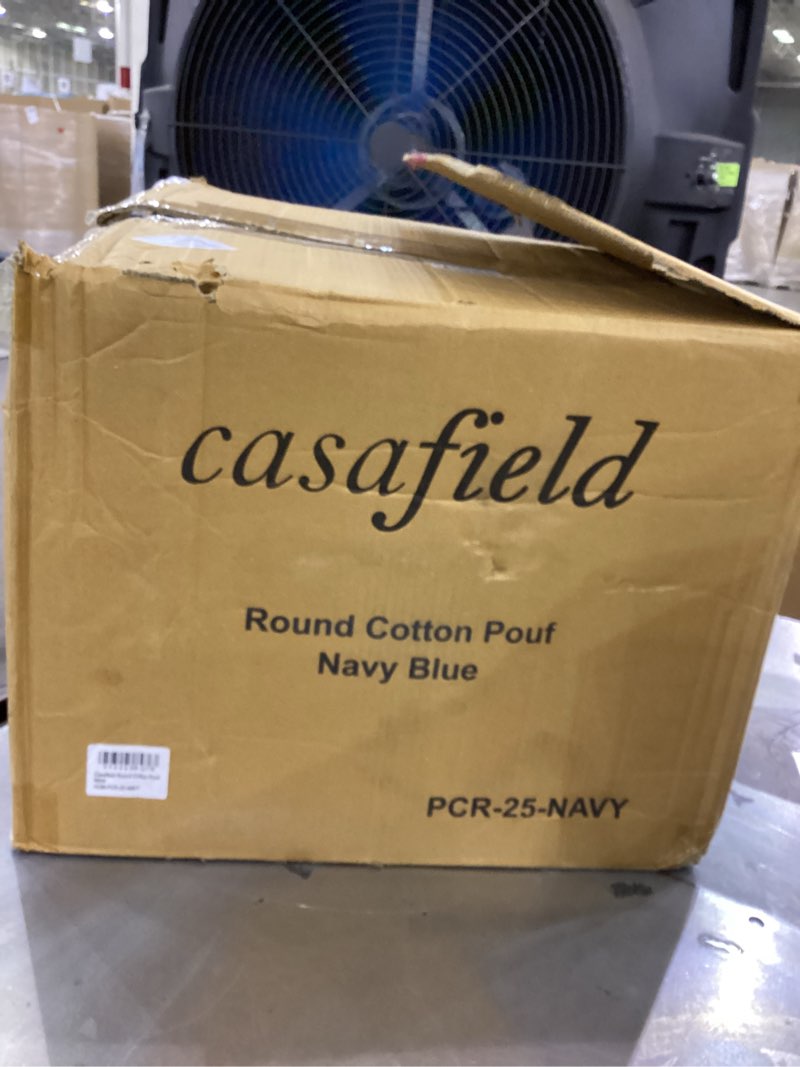 casafield
Round Cotton Pouf
Navy Blue
PCR-25-NAVY